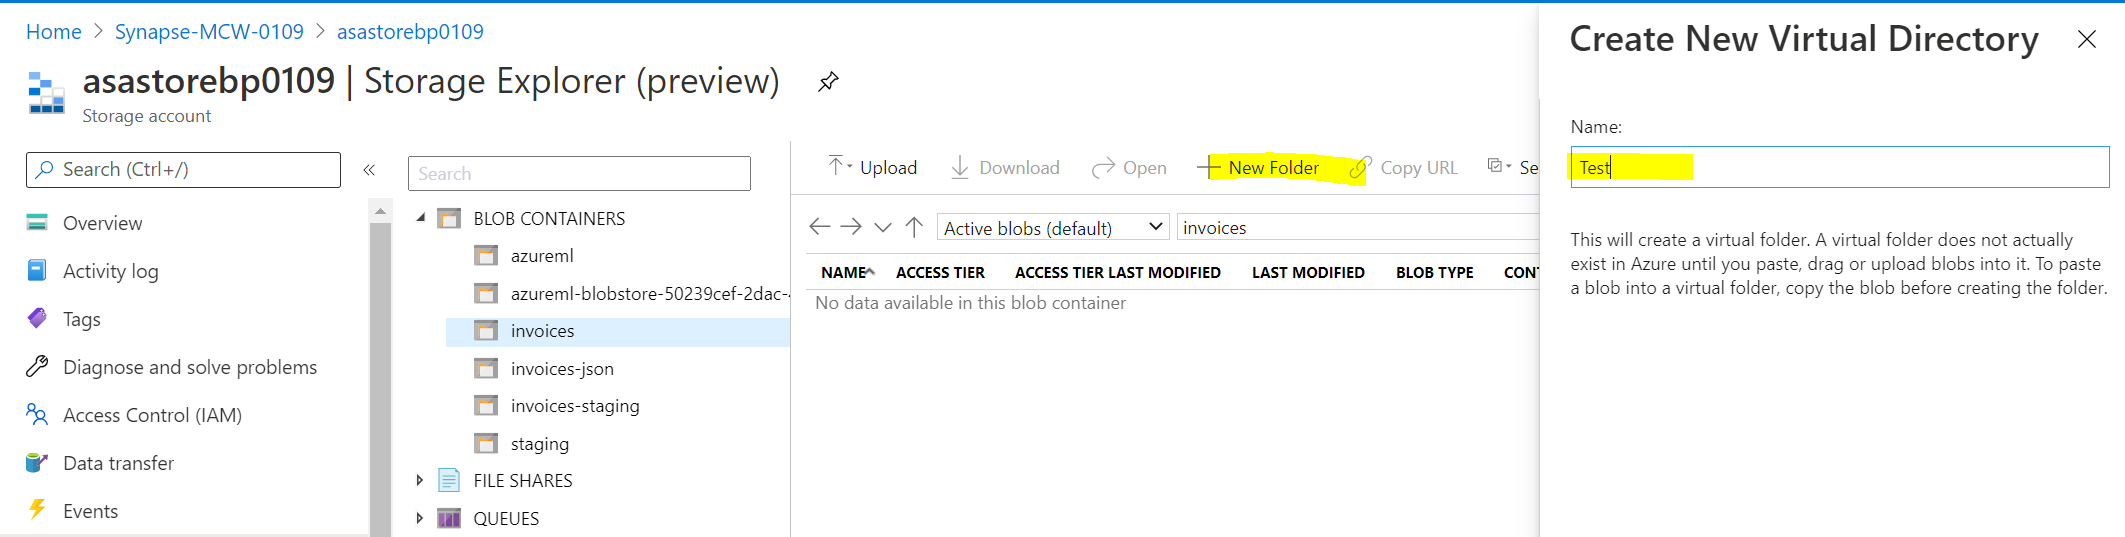 Home > Synapse-MCW-0109 > asastorebp0109
asastorebp0109 | Storage Explorer (preview)
Storage account
Search (Ctrl+/)
«
Overview
Activity log
Tags
Diagnose and solve problems
Access Control (IAM)
Data transfer
Events
Search
BLOB CONTAINERS
azureml
azureml-blobstore-50239cef-2dac-4
invoices
invoices-json
invoices-staging
staging
FILE SHARES
QUEUES
Upload Download Open New Folder Copy URL Se
Active blobs (default) invoices
NAME ACCESS TIER ACCESS TIER LAST MODIFIED LAST MODIFIED BLOB TYPE CONT
No data available in this blob container
Create New Virtual Directory
Name:
Test
This will create a virtual folder. A virtual folder does not actually
exist in Azure until you paste, drag or upload blobs into it. To paste
a blob into a virtual folder, copy the blob before creating the folder.